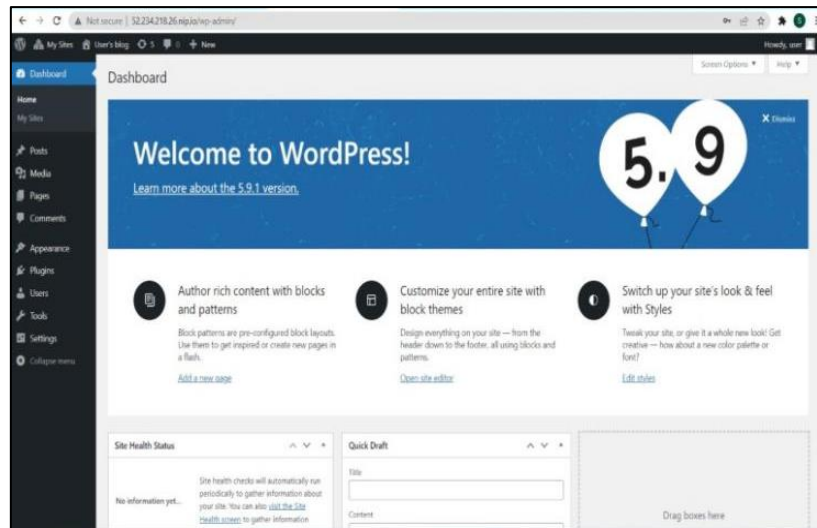 Not secure | 52.234.218.26.nip.io/wp-admin/
My Sites User's blog 5 0 New
Howdy, user
Screen Options Help
Dashboard
Home
My Sites
Posts
Media
Pages
Comments
Appearance
Plugins
Users
Tools
Settings
Collapse menu
Dashboard
Dismiss
Welcome to WordPress!
Learn more about the 5.9.1 version.
5.9
Author rich content with blocks
and patterns
Block patterns are pre-configured block layouts.
Use them to get inspired or create new pages in
a flash.
Add a new page
Customize your entire site with
block themes
Design everything on your site — from the
header down to the footer, all using blocks and
patterns.
Open site editor
Switch up your site's look & feel
with Styles
Tweak your site, or give it a whole new look! Get
creative — how about a new color palette or
font?
Edit styles
Site Health Status
No information yet...
Site health checks will automatically run
periodically to gather information about
your site. You can also visit the Site
Health screen to gather information
Quick Draft
Title
Content
Drag boxes here